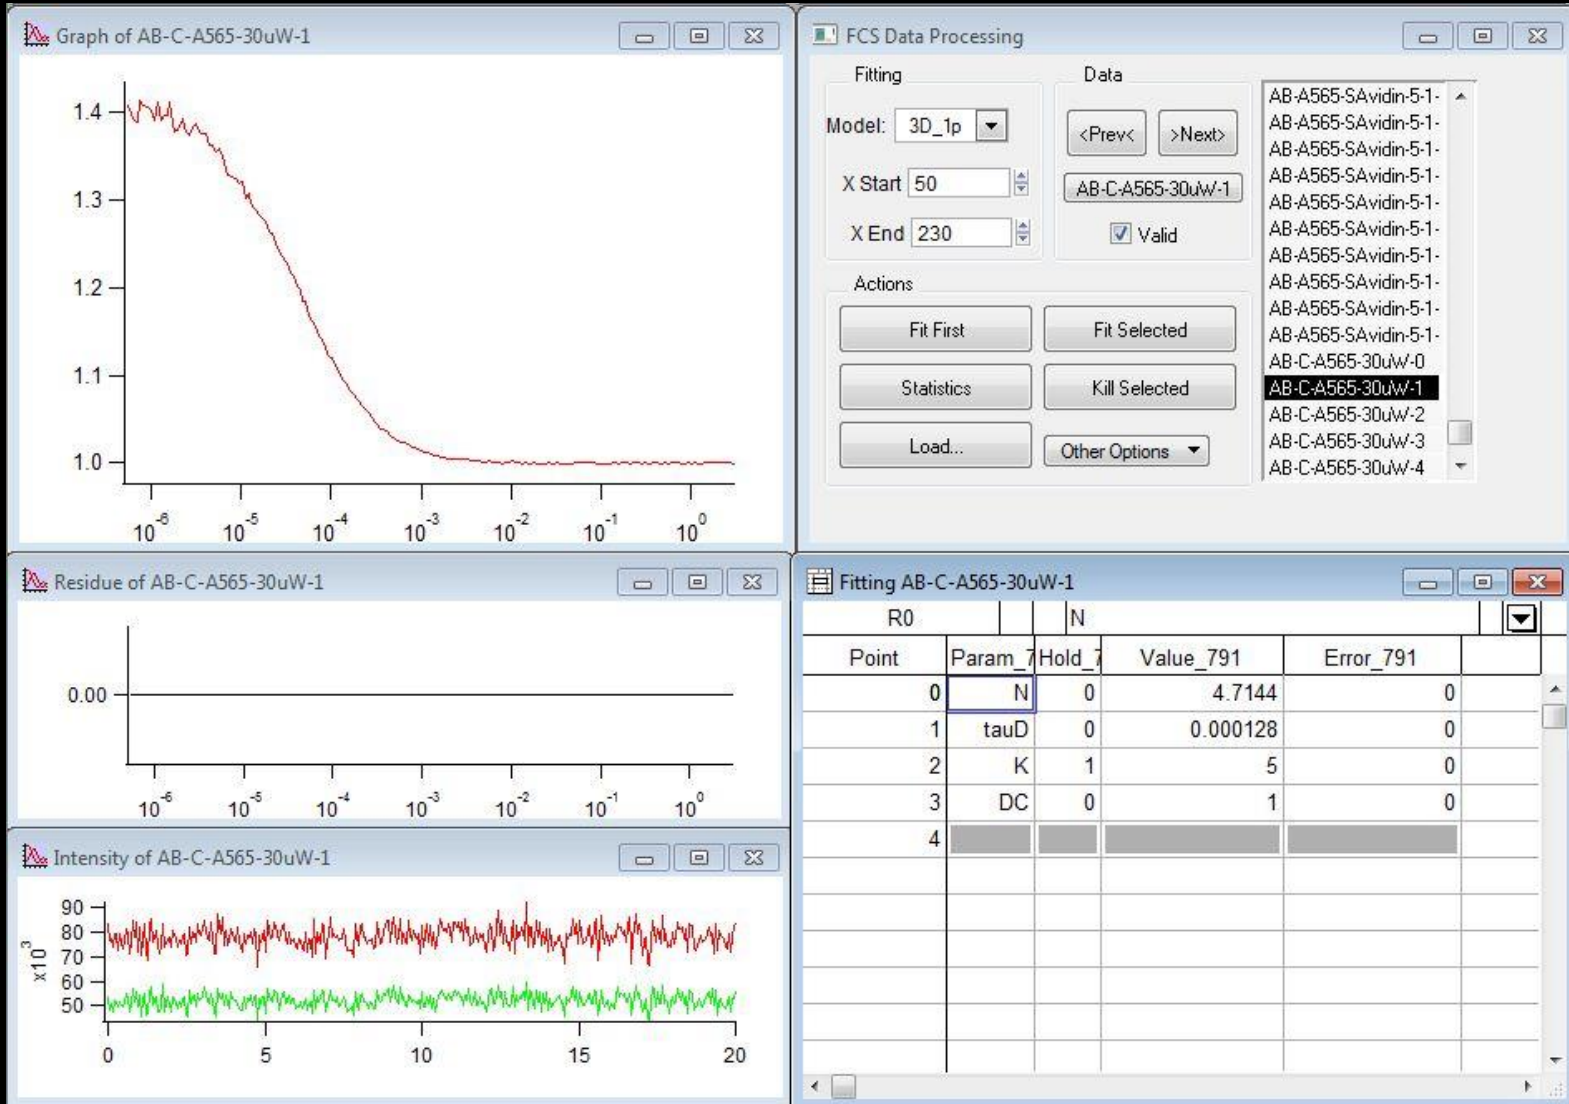 Graph of AB-C-A565-30uW-1
1.4
1.3
1.2
1.1
1.0
10^-6 10^-5 10^-4 10^-3 10^-2 10^-1 10^0
FCS Data Processing
Fitting
Model: 3D_1p
X Start 50
X End 230
Data
<Prev< >Next>
AB-C-A565-30uW-1
Valid
Actions
Fit First Fit Selected
Statistics Kill Selected
Load... Other Options
AB-A565-SAvidin-5-1-
AB-A565-SAvidin-5-1-
AB-A565-SAvidin-5-1-
AB-A565-SAvidin-5-1-
AB-A565-SAvidin-5-1-
AB-A565-SAvidin-5-1-
AB-A565-SAvidin-5-1-
AB-A565-SAvidin-5-1-
AB-A565-SAvidin-5-1-
AB-A565-SAvidin-5-1-
AB-C-A565-30uW-0
AB-C-A565-30uW-1
AB-C-A565-30uW-2
AB-C-A565-30uW-3
AB-C-A565-30uW-4
Residue of AB-C-A565-30uW-1
0.00
10^-6 10^-5 10^-4 10^-3 10^-2 10^-1 10^0
Intensity of AB-C-A565-30uW-1
x10^3
90
80
70
60
50
0 5 10 15 20
Fitting AB-C-A565-30uW-1
R0 N
Point Param_7 Hold_7 Value_791 Error_791
0 N 0 4.7144 0
1 tauD 0 0.000128 0
2 K 1 5 0
3 DC 0 1 0
4